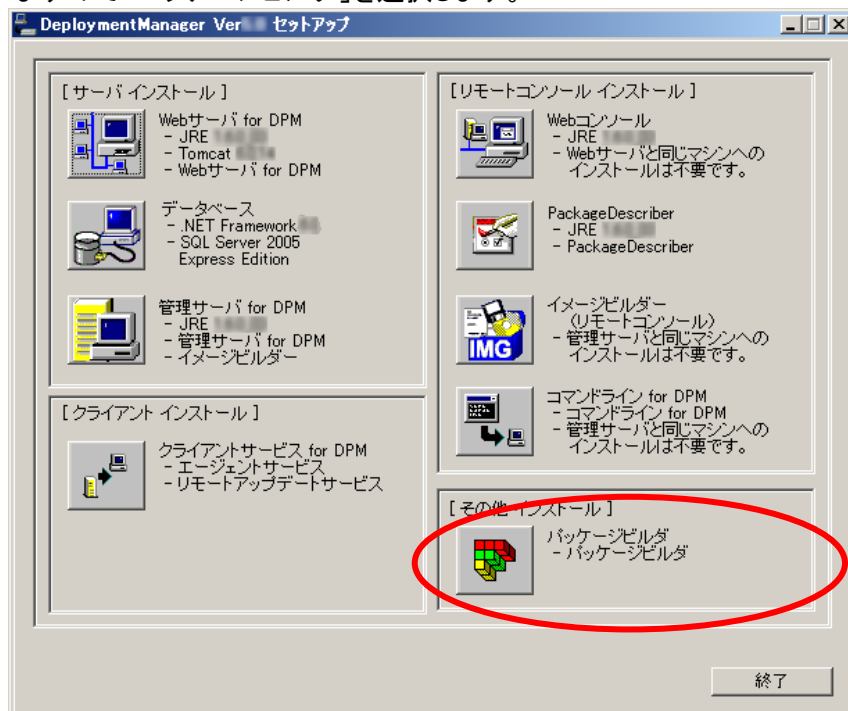 」を選択します。
DeploymentManager Ver セットアップ
[ サーバ インストール ]
Webサーバ for DPM
- JRE
- Tomcat
- Webサーバ for DPM
データベース
- .NET Framework
- SQL Server 2005
Express Edition
管理サーバ for DPM
- JRE
- 管理サーバ for DPM
- イメージビルダー
[ クライアント インストール ]
クライアントサービス for DPM
- エージェントサービス
- リモートアップデートサービス
[ リモートコンソール インストール ]
Webコンソール
- JRE
- Webサーバと同じマシンへの
インストールは不要です。
PackageDescriber
- JRE
- PackageDescriber
イメージビルダー
(リモートコンソール)
- 管理サーバと同じマシンへの
インストールは不要です。
IMG
コマンドライン for DPM
- コマンドライン for DPM
- 管理サーバと同じマシンへの
インストールは不要です。
[ その他 インストール ]
パッケージビルダ
- パッケージビルダ
終了